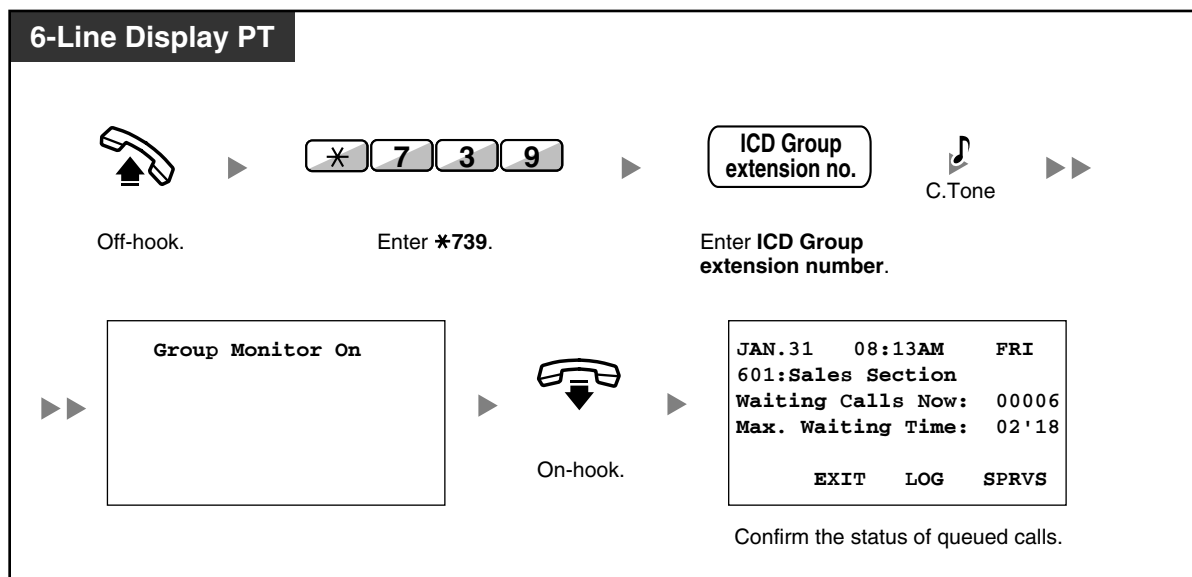 6-Line Display PT
✳ 7 3 9
ICD Group
extension no.
C.Tone
Off-hook.
Enter ✳739.
Enter ICD Group
extension number.
Group Monitor On
On-hook.
JAN.31 08:13AM FRI
601:Sales Section
Waiting Calls Now: 00006
Max. Waiting Time: 02'18
EXIT LOG SPRVS
Confirm the status of queued calls.